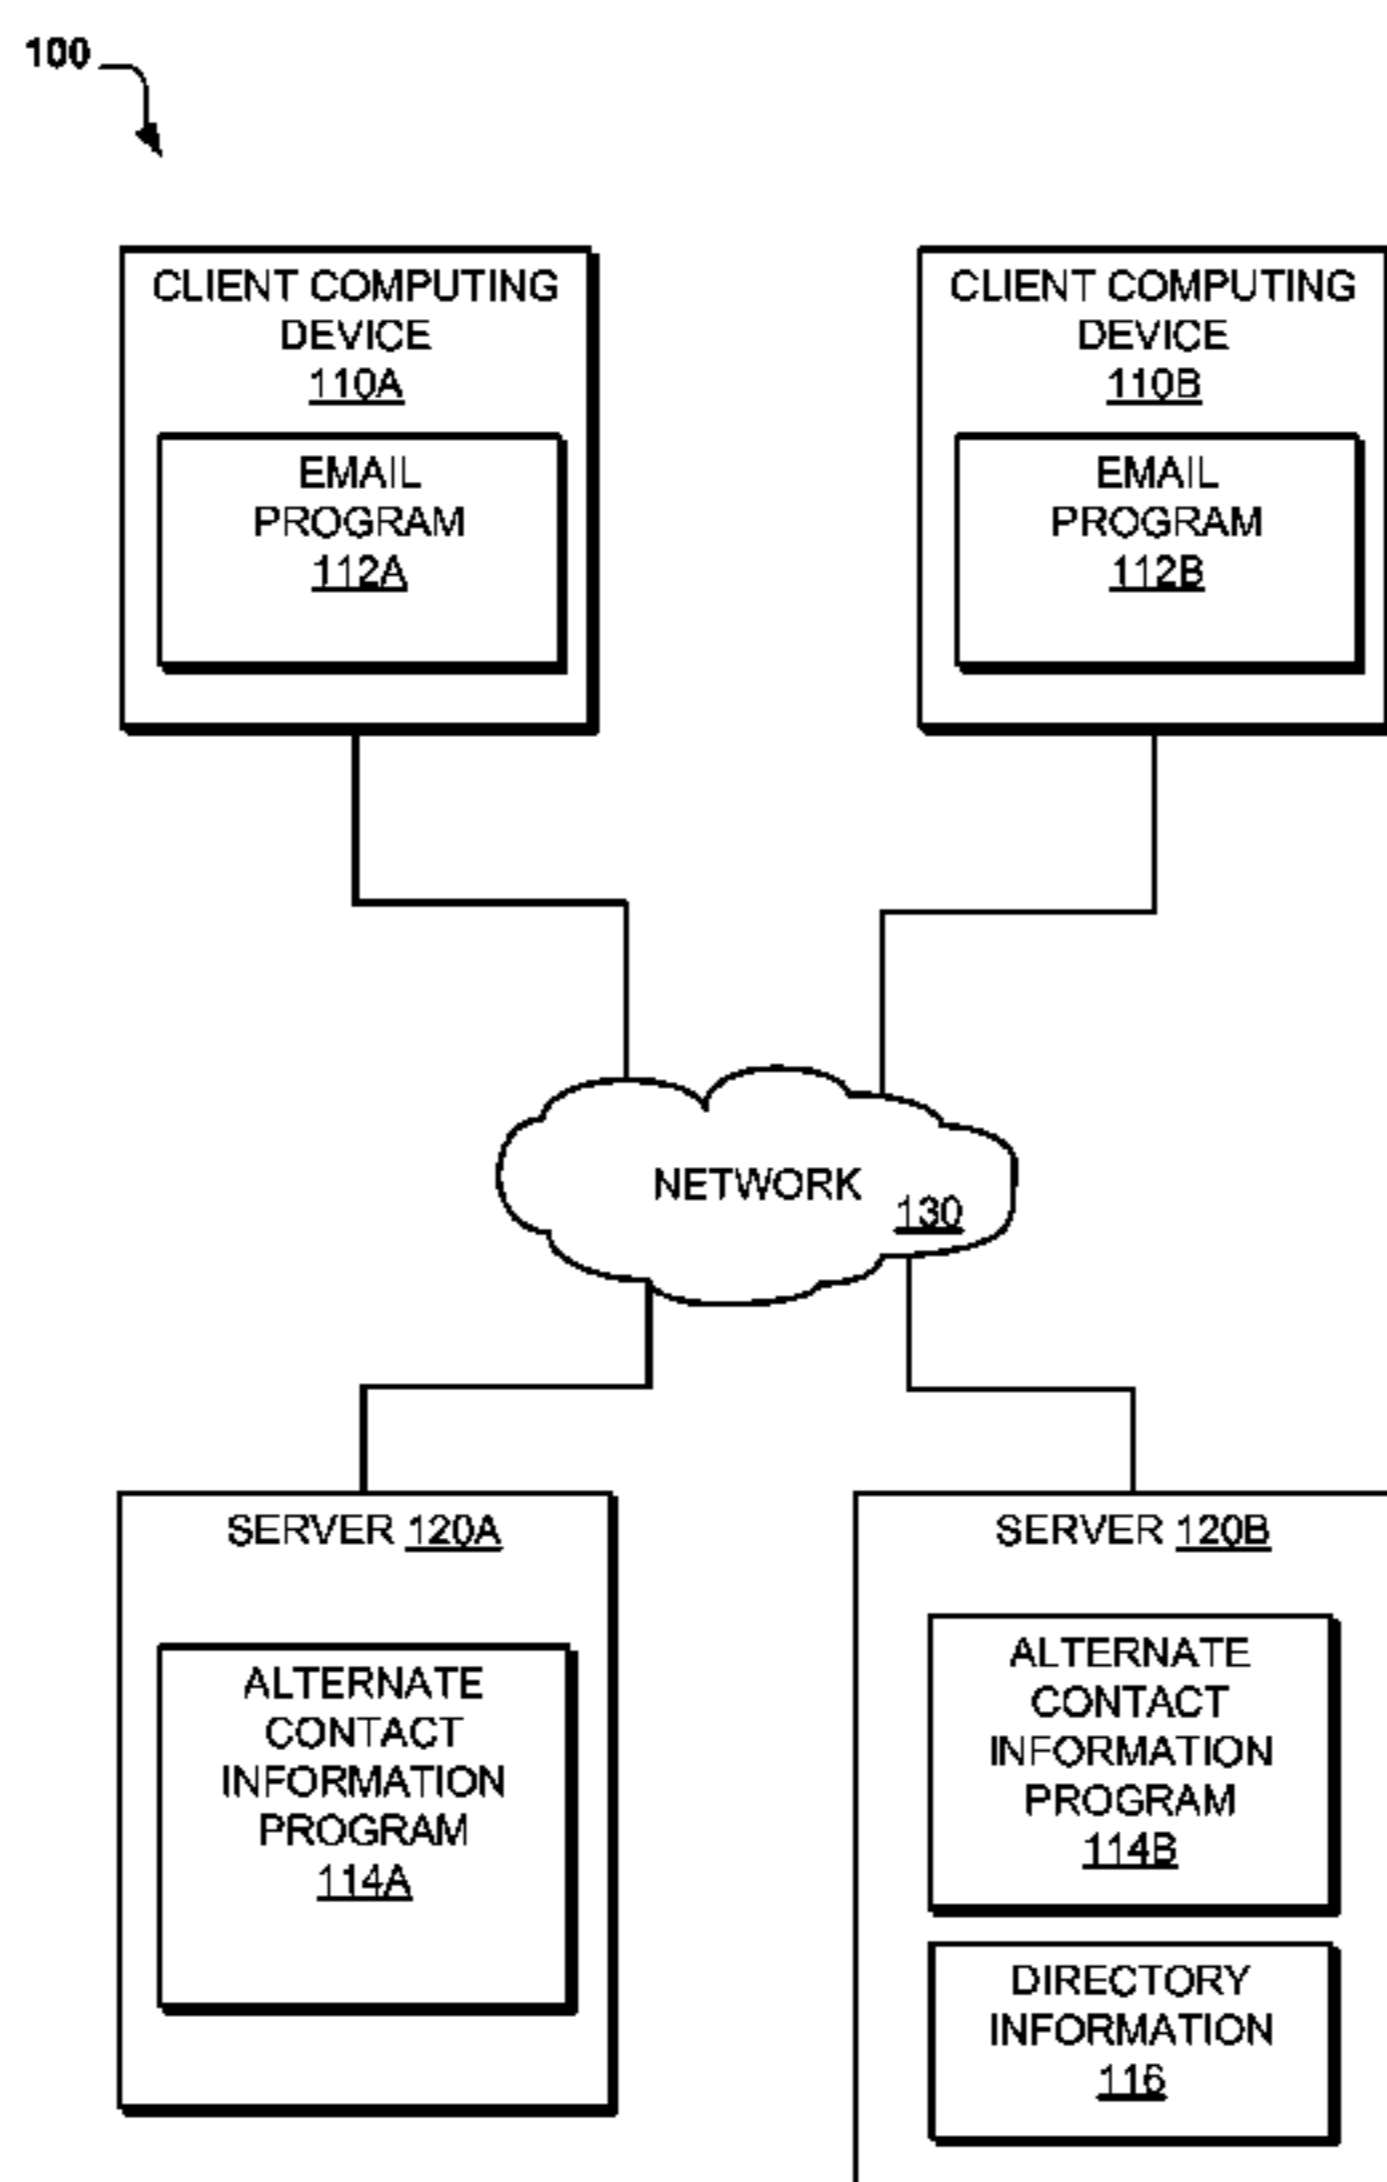 100
CLIENT COMPUTING
DEVICE
110A
EMAIL
PROGRAM
112A
CLIENT COMPUTING
DEVICE
110B
EMAIL
PROGRAM
112B
NETWORK
130
SERVER 120A
ALTERNATE
CONTACT
INFORMATION
PROGRAM
114A
SERVER 120B
ALTERNATE
CONTACT
INFORMATION
PROGRAM
114B
DIRECTORY
INFORMATION
116